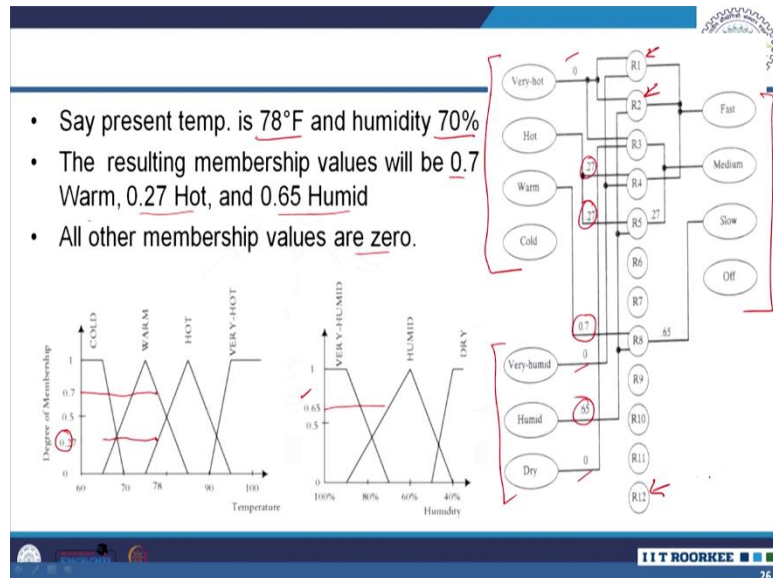 • Say present temp. is 78°F and humidity 70%
• The resulting membership values will be 0.7
Warm, 0.27 Hot, and 0.65 Humid
• All other membership values are zero.
Degree of Membership
COLD
WARM
HOT
VERY-HOT
1
0.7
0.5
0.27
0
60
70
78
90
100
Temperature
VERY-HUMID
HUMID
DRY
1
0.65
0.5
0
100%
80%
60%
40%
Humidity
Very-hot
Hot
Warm
Cold
Very-humid
Humid
Dry
0
.27
.27
0.7
0
.65
0
R1
R2
R3
R4
R5
R6
R7
R8
R9
R10
R11
R12
.27
.65
Fast
Medium
Slow
Off
IIT ROORKEE
26